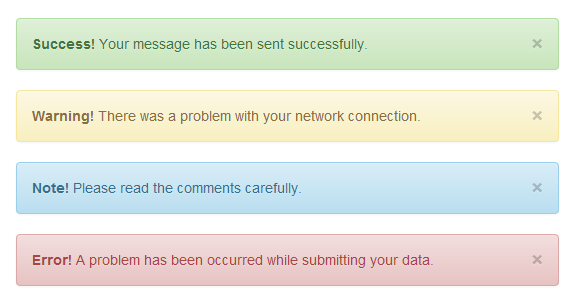 Success! Your message has been sent successfully. ×
Warning! There was a problem with your network connection. ×
Note! Please read the comments carefully. ×
Error! A problem has been occurred while submitting your data. ×